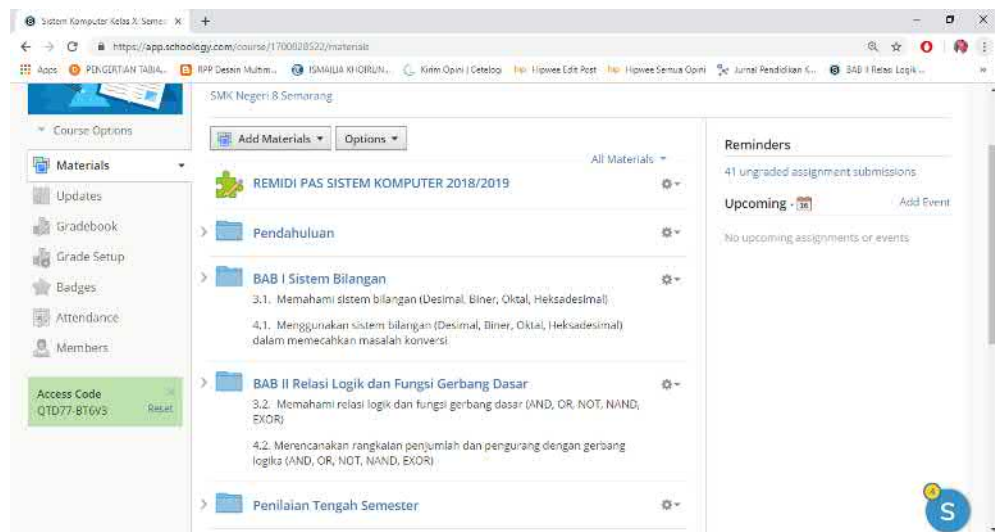 Sistem Komputer Kelas X Semes
https://app.schoology.com/course/1700828522/materials
Apps
PENGERTIAN TABIA...
RPP Desain Multim...
ISMAILIA KHOIRUN...
Kirim Opini | Cetelogi
Hipwee Edit Post
Hipwee Semua Opini
Jurnal Pendidikan K...
BAB II Relasi Logik...
SMK Negeri 8 Semarang
Course Options
Materials
Updates
Gradebook
Grade Setup
Badges
Attendance
Members
Access Code
QTD77-BT6V3 Reset
Add Materials
Options
All Materials
REMIDI PAS SISTEM KOMPUTER 2018/2019
Pendahuluan
BAB I Sistem Bilangan
3.1. Memahami sistem bilangan (Desimal, Biner, Oktal, Heksadesimal)
4.1. Menggunakan sistem bilangan (Desimal, Biner, Oktal, Heksadesimal)
dalam memecahkan masalah konversi
BAB II Relasi Logik dan Fungsi Gerbang Dasar
3.2. Memahami relasi logik dan fungsi gerbang dasar (AND, OR, NOT, NAND,
EXOR)
4.2. Merencanakan rangkaian penjumlah dan pengurang dengan gerbang
logika (AND, OR, NOT, NAND, EXOR)
Penilaian Tengah Semester
Reminders
41 ungraded assignment submissions
Upcoming Add Event
No upcoming assignments or events
4
S